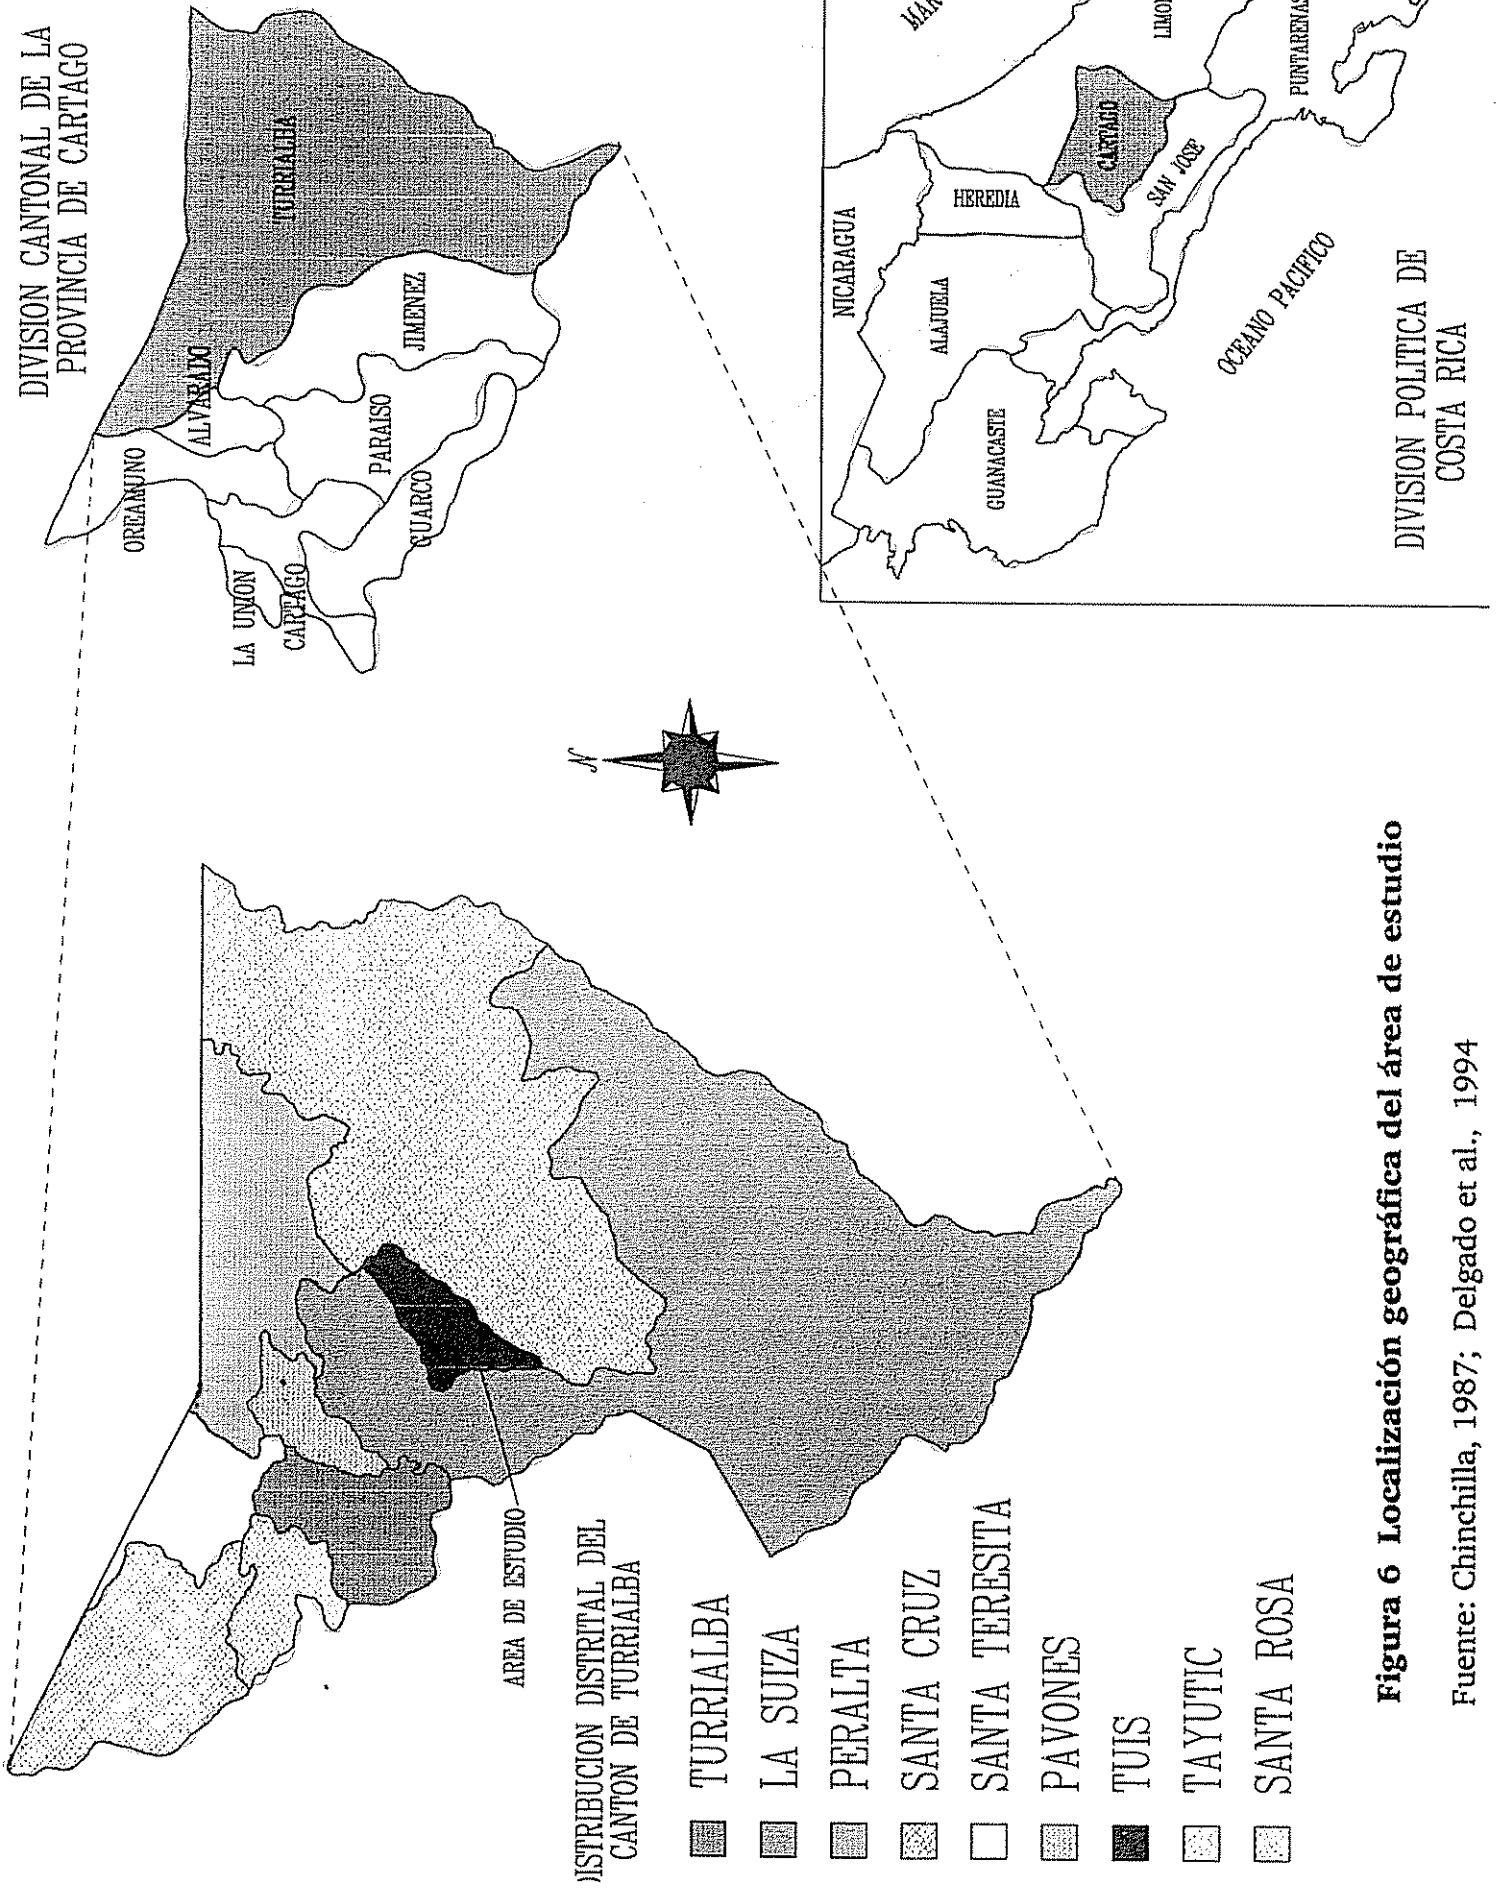 DIVISION CANTONAL DE LA
PROVINCIA DE CARTAGO
TURRIALBA
ALVARADO
JIMENEZ
OREAMUNO
PARAISO
GUARCO
LA UNION
CARTAGO
N
NICARAGUA
HEREDIA
CARTAGO
SAN JOSE
ALAJUELA
GUANACASTE
PUNTARENAS
OCEANO PACIFICO
DIVISION POLITICA DE
COSTA RICA
AREA DE ESTUDIO
DISTRIBUCION DISTRITAL DEL
CANTON DE TURRIALBA
TURRIALBA
LA SUIZA
PERALTA
SANTA CRUZ
SANTA TERESITA
PAVONES
TUIS
TAYUTIC
SANTA ROSA
Figura 6 Localización geográfica del área de estudio
Fuente: Chinchilla, 1987; Delgado et al., 1994